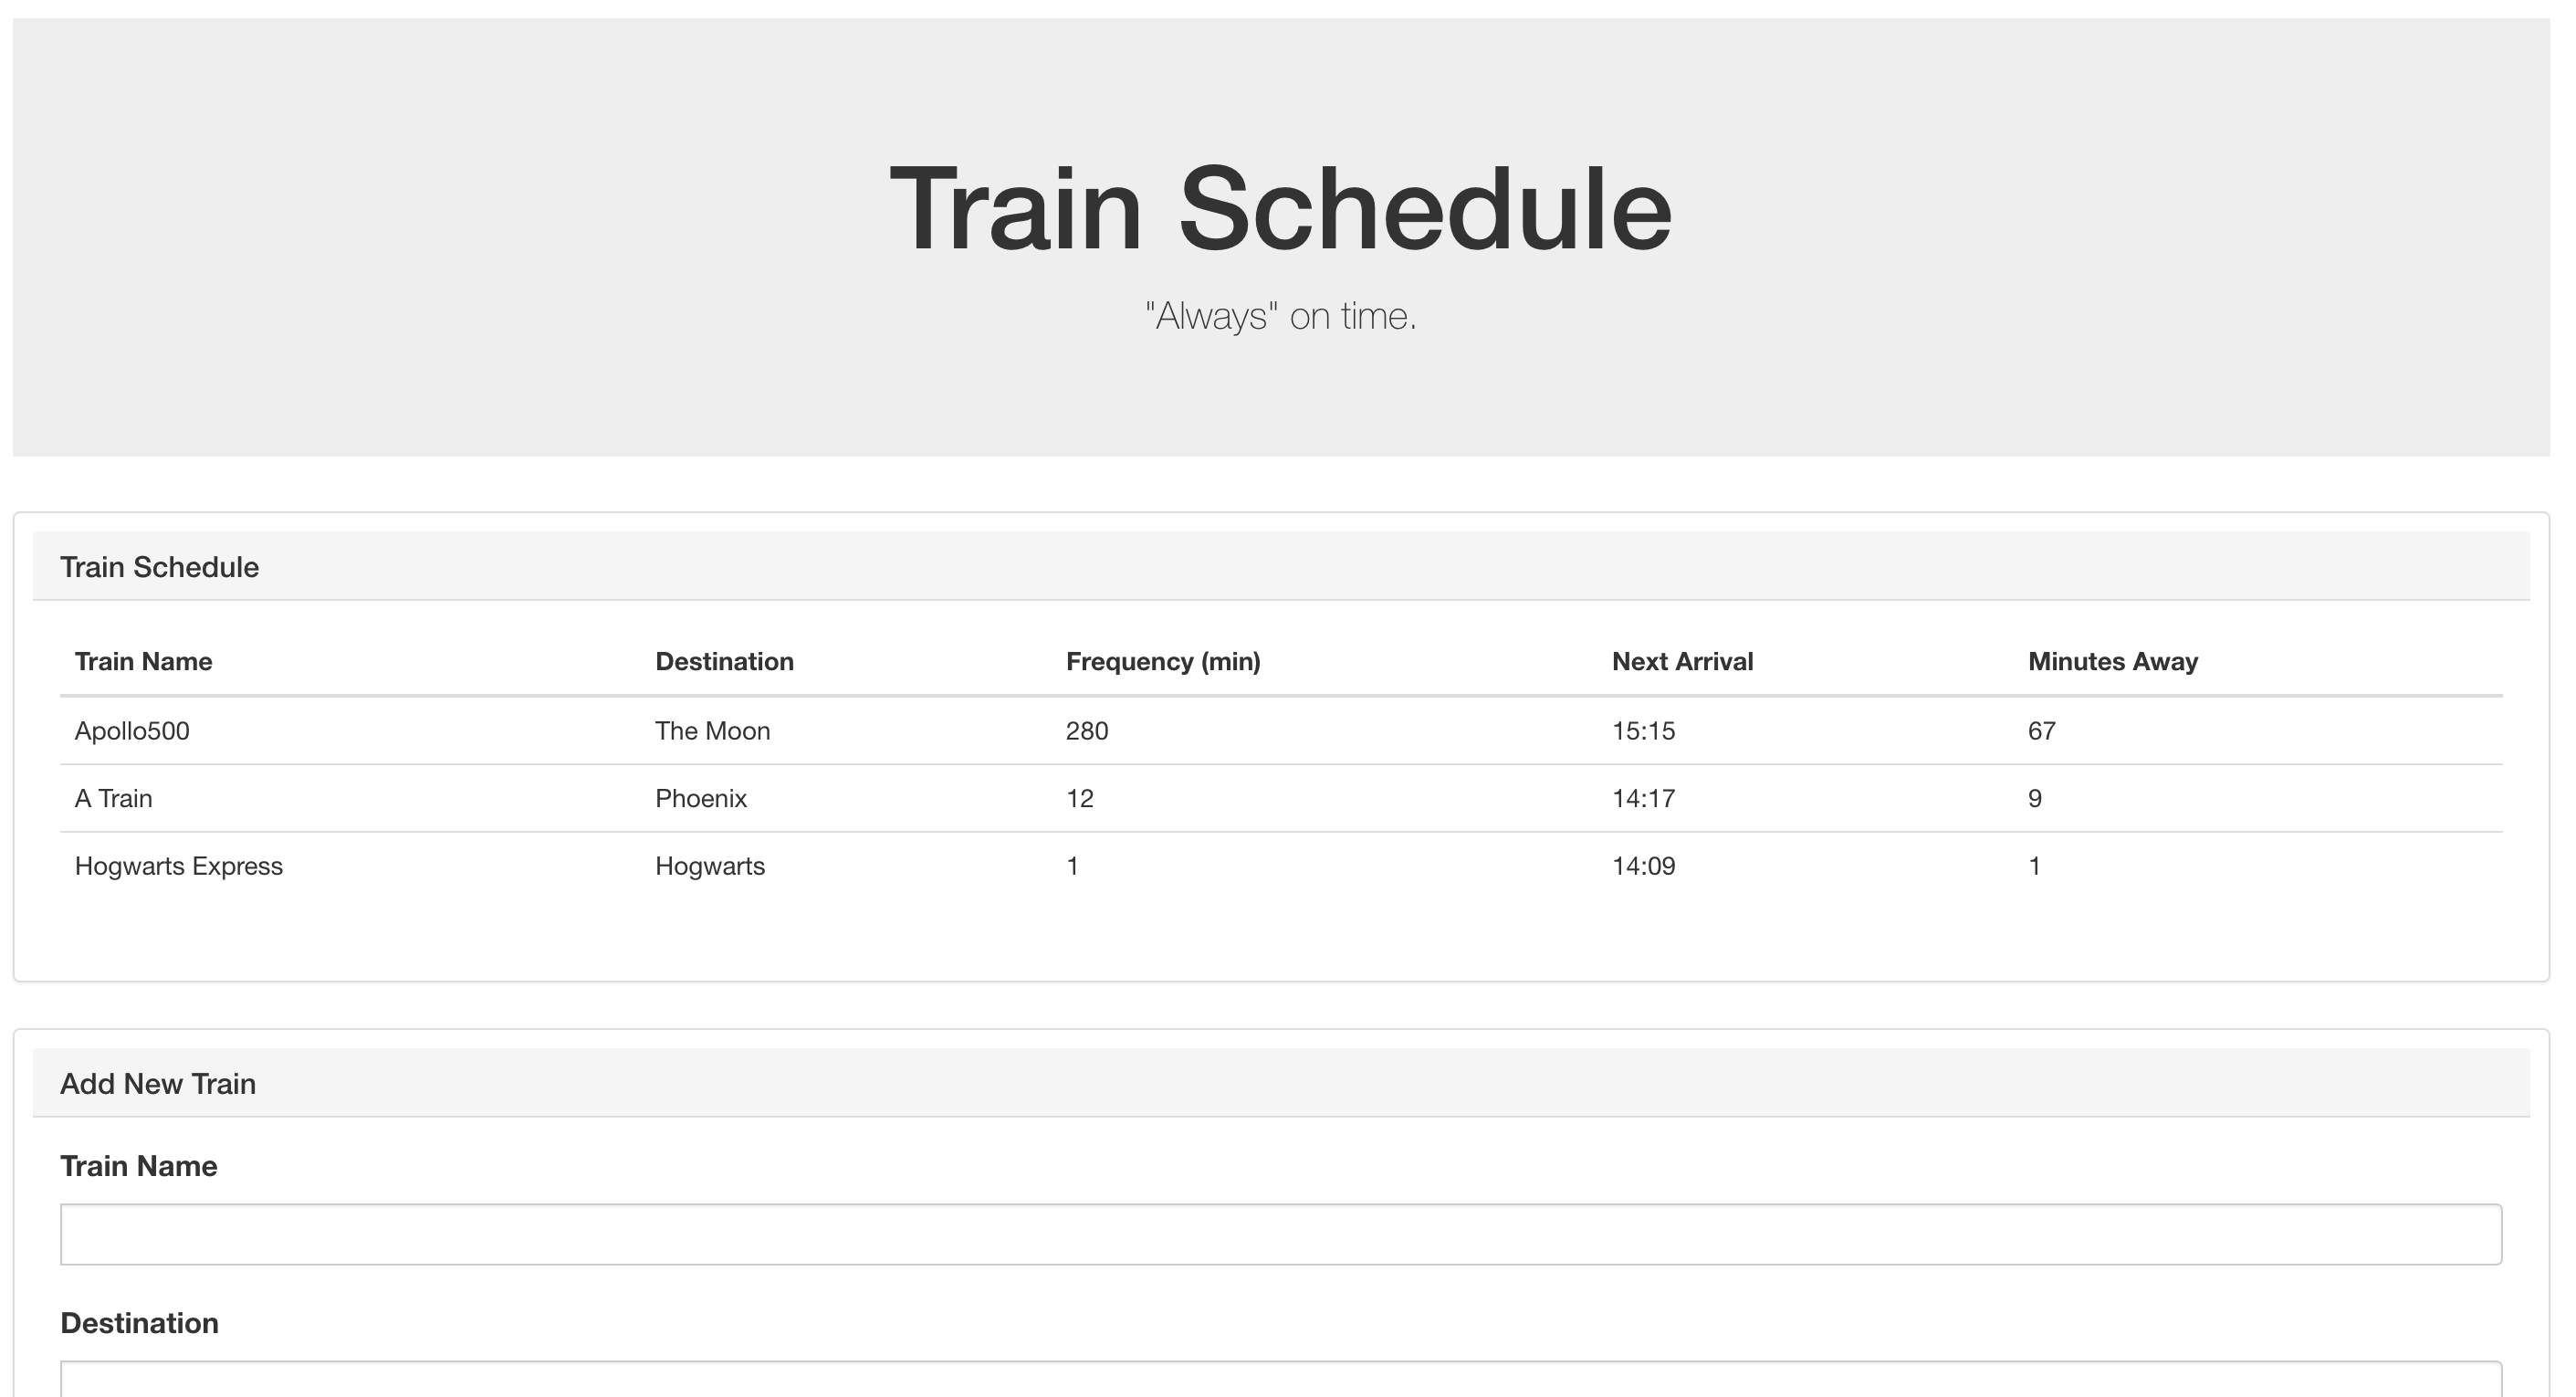 Train Schedule
"Always" on time.
Train Schedule
Train Name Destination Frequency (min) Next Arrival Minutes Away
Apollo500 The Moon 280 15:15 67
A Train Phoenix 12 14:17 9
Hogwarts Express Hogwarts 1 14:09 1
Add New Train
Train Name
Destination